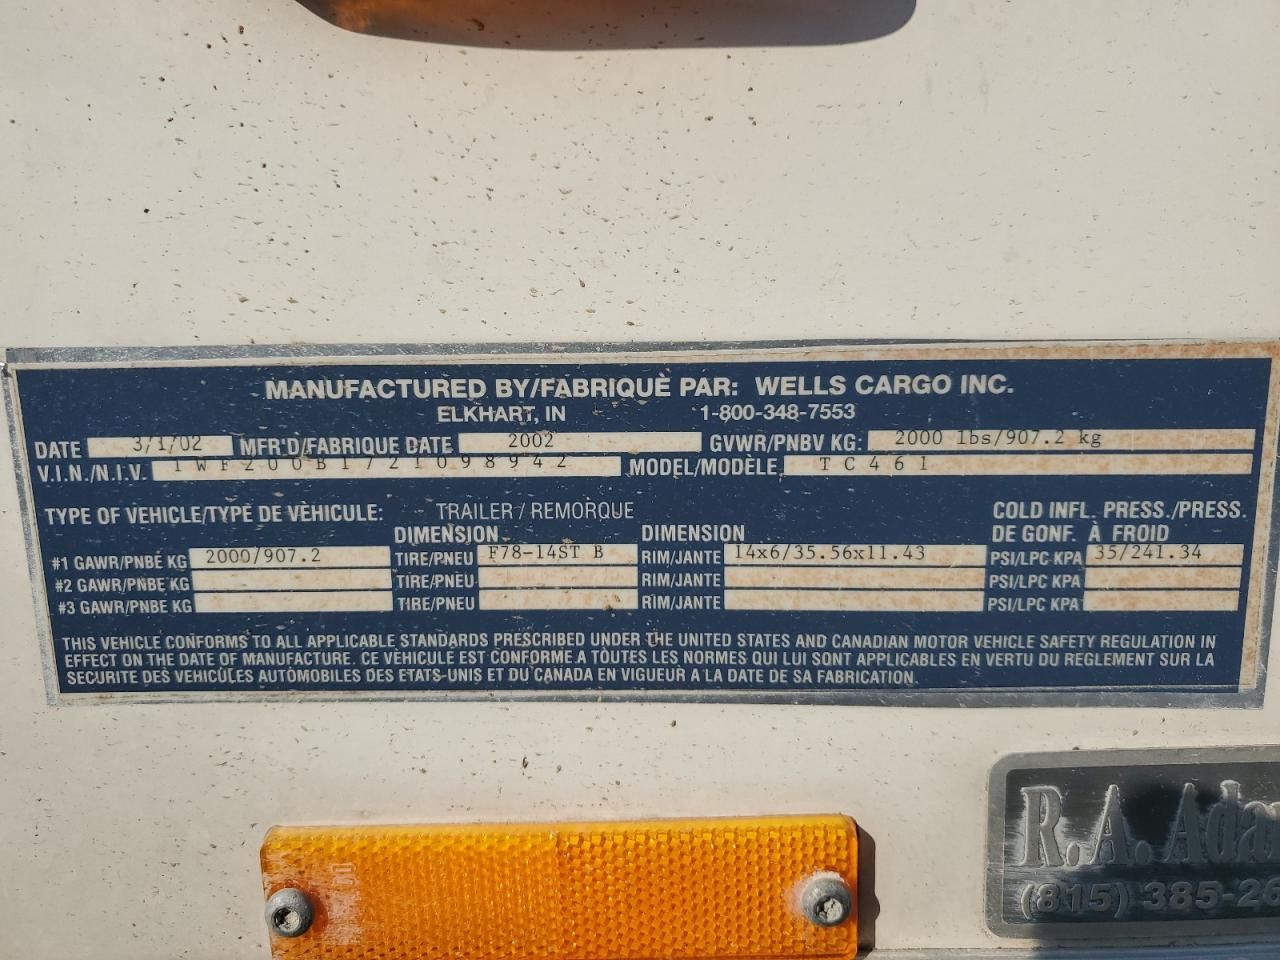 MANUFACTURED BY/FABRIQUÈ PAR: WELLS CARGO INC.
ELKHART, IN 1-800-348-7553
DATE 3/1/02 MFR'D/FABRIQUE DATE 2002 GVWR/PNBV KG: 2000 lbs/907.2 kg
V.I.N./N.I.V. 1WF200B1721098942 MODEL/MODÈLE TC461
TYPE OF VEHICLE/TYPE DE VÈHICULE: TRAILER / REMORQUE COLD INFL. PRESS./PRESS.
DIMENSION DIMENSION DE GONF. À FROID
#1 GAWR/PNBÉ KG 2000/907.2 TIRE/PNEU F78-14ST B RIM/JANTE 14x6/35.56x11.43 PSI/LPC KPA 35/241.34
#2 GAWR/PNBE KG TIRE/PNEU RIM/JANTE PSI/LPC KPA
#3 GAWR/PNBE KG TIRE/PNEU RIM/JANTE PSI/LPC KPA
THIS VEHICLE CONFORMS TO ALL APPLICABLE STANDARDS PRESCRIBED UNDER THE UNITED STATES AND CANADIAN MOTOR VEHICLE SAFETY REGULATION IN
EFFECT ON THE DATE OF MANUFACTURE. CE VÈHICULE EST CONFORME A TOUTES LES NORMES QUI LUI SONT APPLICABLES EN VERTU DU REGLEMENT SUR LA
SECURITE DES VEHICULES AUTOMOBILES DES ETATS-UNIS ET DU CANADA EN VIGUEUR A LA DATE DE SA FABRICATION.
R.A.
(815) 385-26